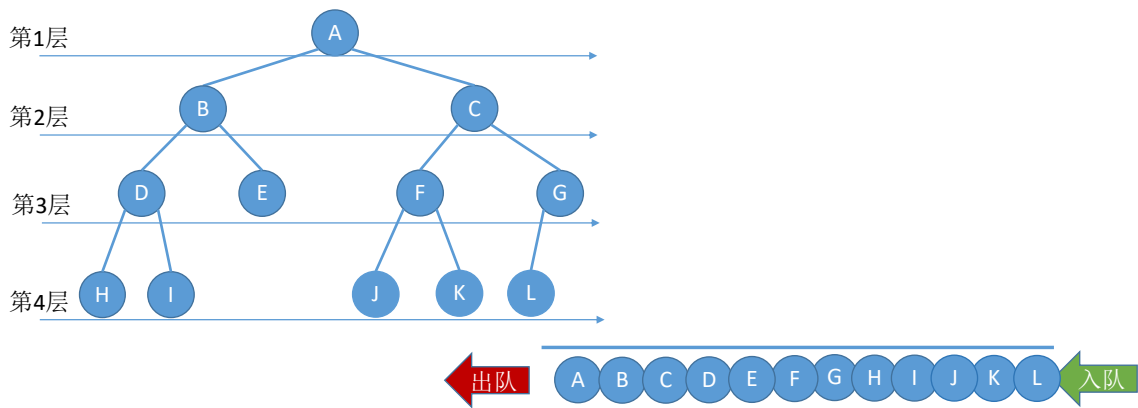 第1层 A
第2层 B C
第3层 D E F G
第4层 H I J K L
出队 A B C D E F G H I J K L 入队